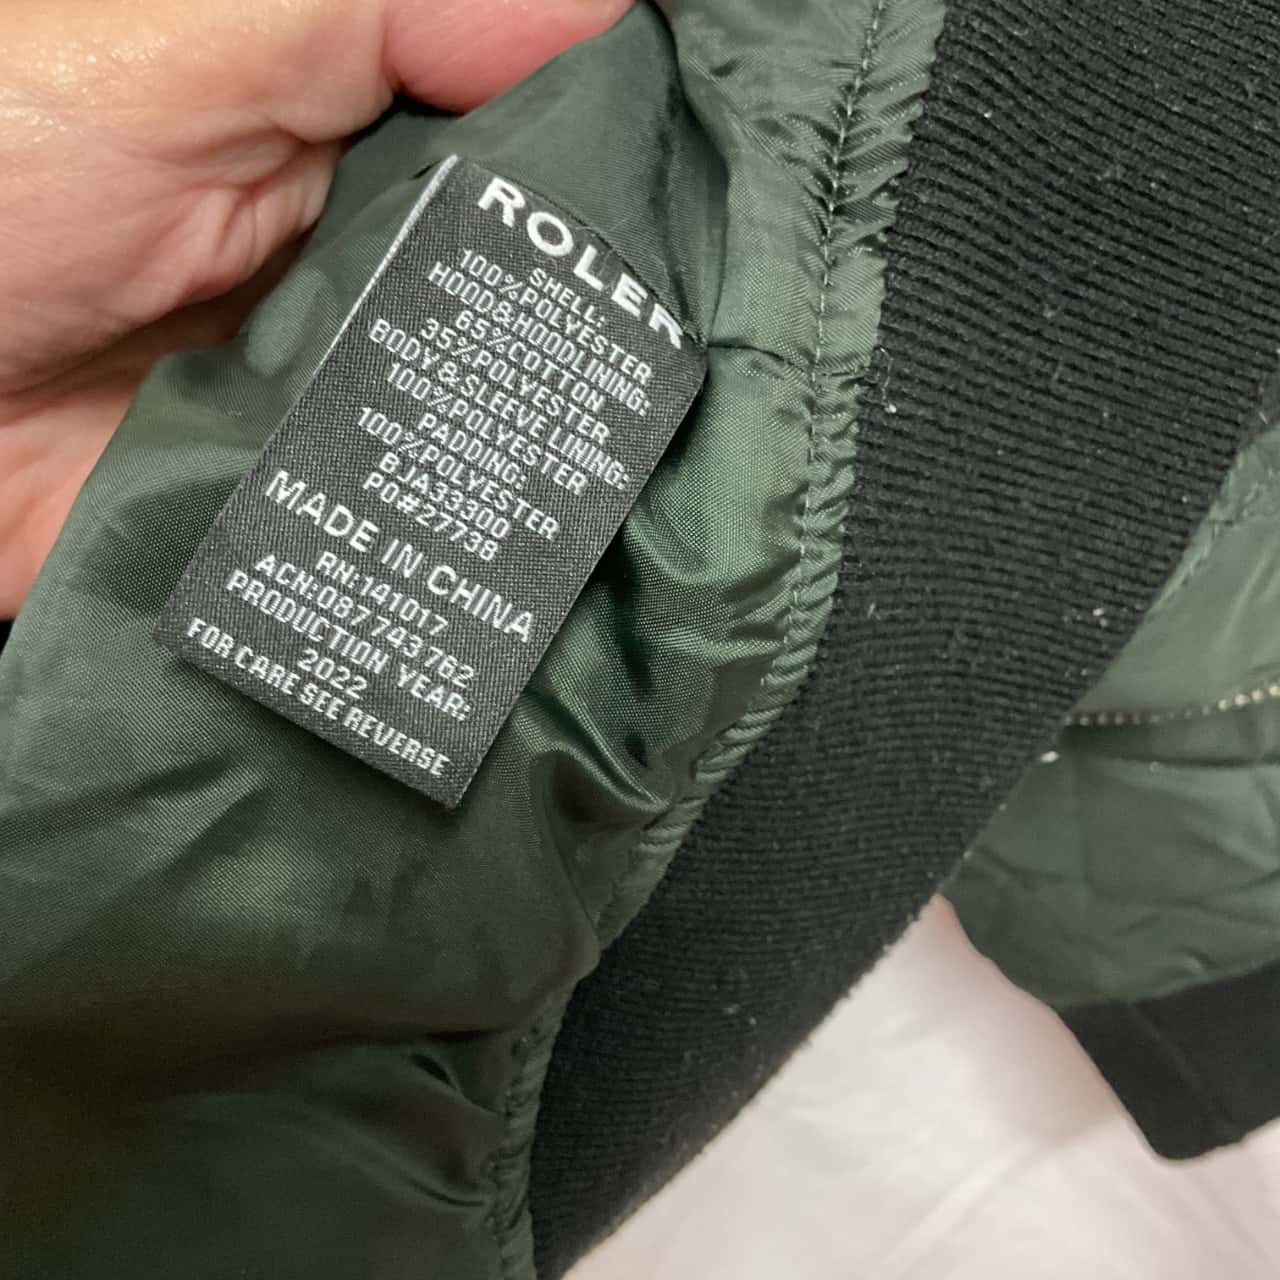 ROLER
SHELL:
100%POLYESTER
HOOD&HOODLINING:
65%COTTON
35%POLYESTER
BODY&SLEEVE LINING:
100%POLYESTER
PADDING:
100%POLYESTER
BJA33300
PO#27738
MADE IN CHINA
RN:141017
ACN:087743762
PRODUCTION YEAR:
2022
FOR CARE SEE REVERSE